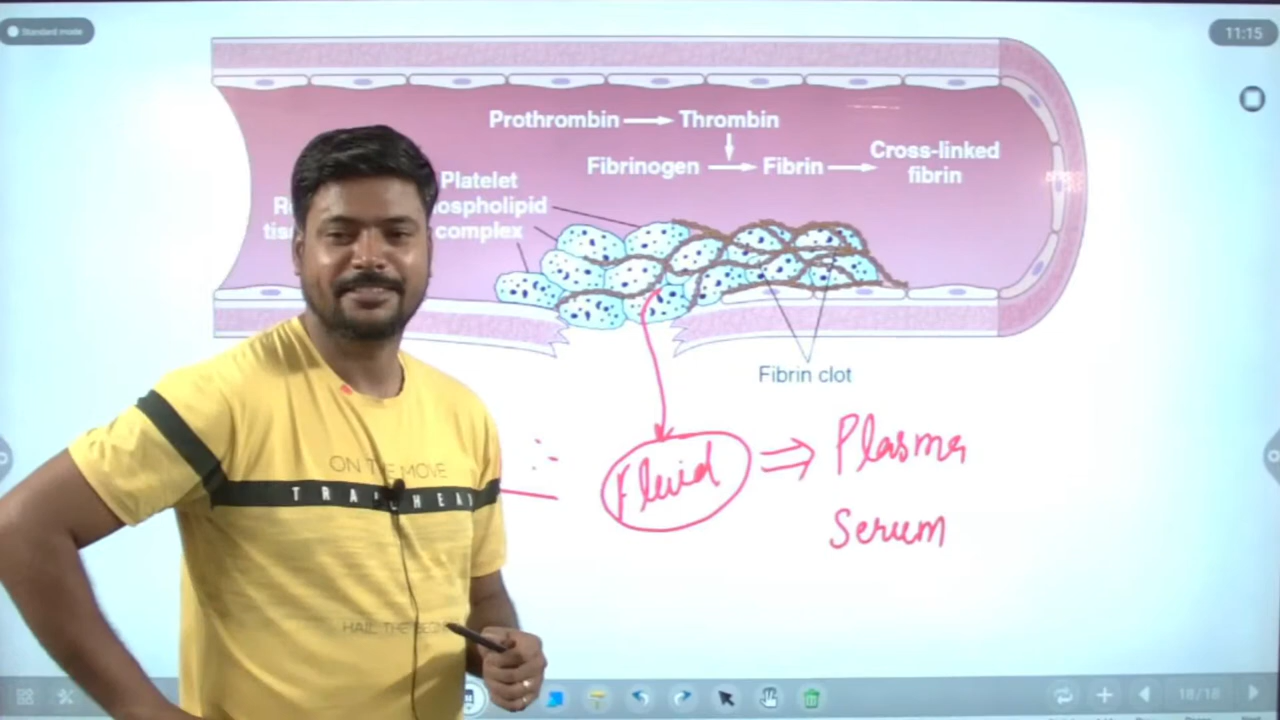 Standard mode
11:15
Prothrombin → Thrombin
Fibrinogen → Fibrin → Cross-linked
fibrin
Platelet
complex
Fibrin clot
Fluid ⇒ Plasma
Serum
ON THE MOVE
18/18